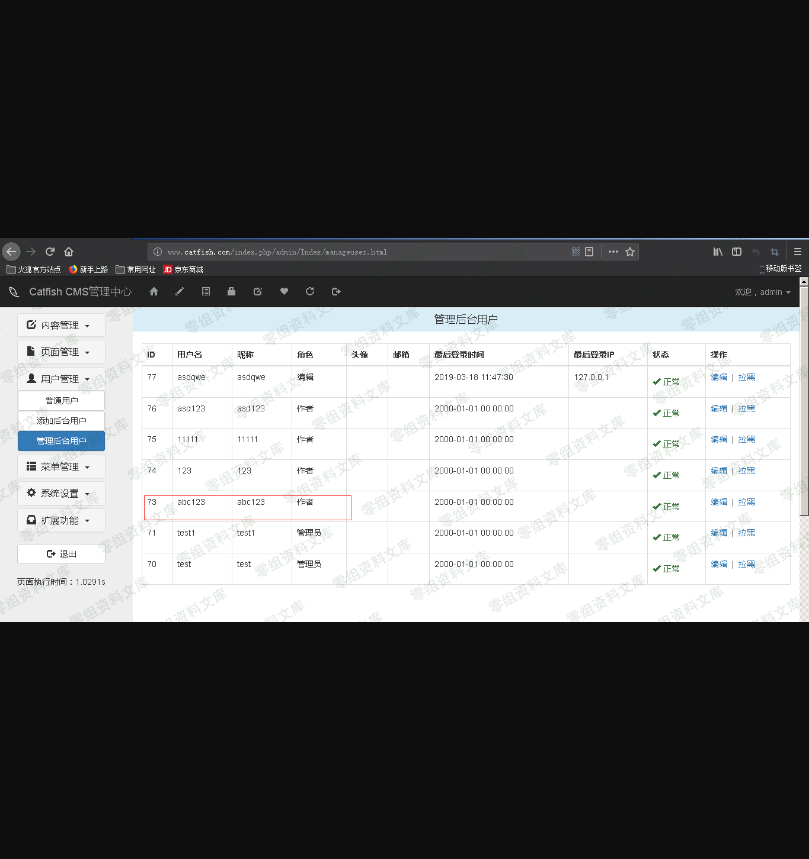 www.catfish.com/index.php/admin/Index/manageuser.html
火狐官方站点 新手上路 常用网址 JD 京东商城 移动版书签
Catfish CMS管理中心 欢迎，admin
内容管理
页面管理
用户管理
普通用户
添加后台用户
管理后台用户
菜单管理
系统设置
扩展功能
退出
页面执行时间：1.0291s
管理后台用户
ID 用户名 昵称 角色 头像 邮箱 最后登录时间 最后登录IP 状态 操作
77 asdqwe asdqwe 编辑 2019-03-18 11:47:30 127.0.0.1 正常 编辑 | 拉黑
76 asd123 asd123 作者 2000-01-01 00:00:00 正常 编辑 | 拉黑
75 11111 11111 作者 2000-01-01 00:00:00 正常 编辑 | 拉黑
74 123 123 作者 2000-01-01 00:00:00 正常 编辑 | 拉黑
73 abc123 abc123 作者 2000-01-01 00:00:00 正常 编辑 | 拉黑
71 test1 test1 管理员 2000-01-01 00:00:00 正常 编辑 | 拉黑
70 test test 管理员 2000-01-01 00:00:00 正常 编辑 | 拉黑
零组资料文库